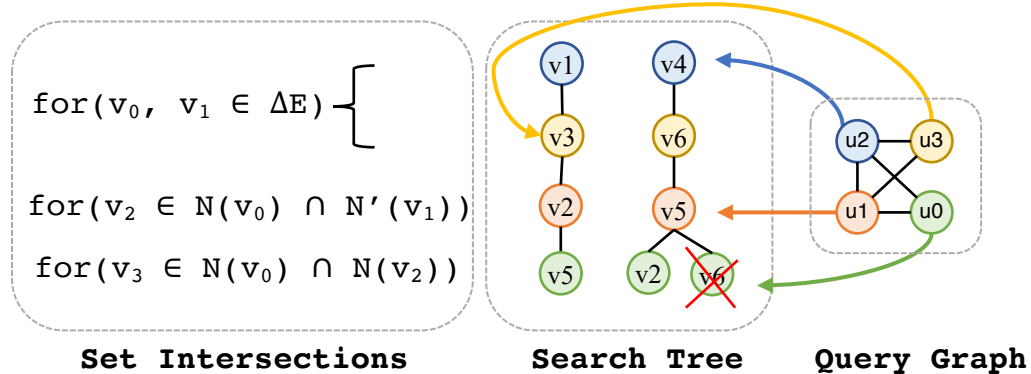 for(v₀, v₁ ∈ ΔE)
for(v₂ ∈ N(v₀) ∩ N'(v₁))
for(v₃ ∈ N(v₀) ∩ N(v₂))
v1
v4
v3
v6
v2
v5
v5
v2
v6
u2
u3
u1
u0
Set Intersections
Search Tree
Query Graph